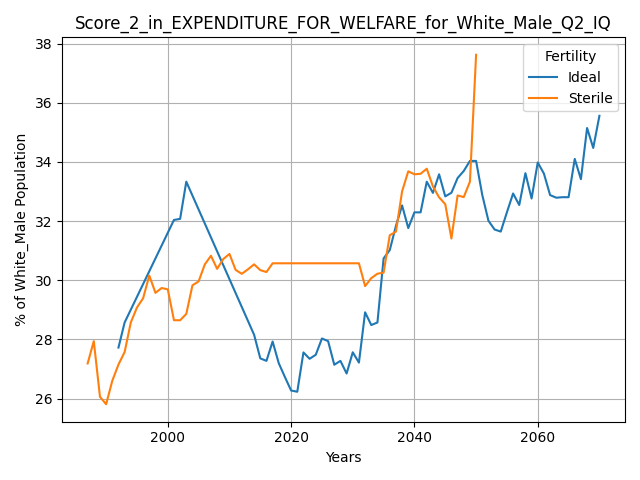 Score_2_in_EXPENDITURE_FOR_WELFARE_for_White_Male_Q2_IQ
38
36
34
32
30
28
26
% of White_Male Population
2000
2020
2040
2060
Years
Fertility
Ideal
Sterile